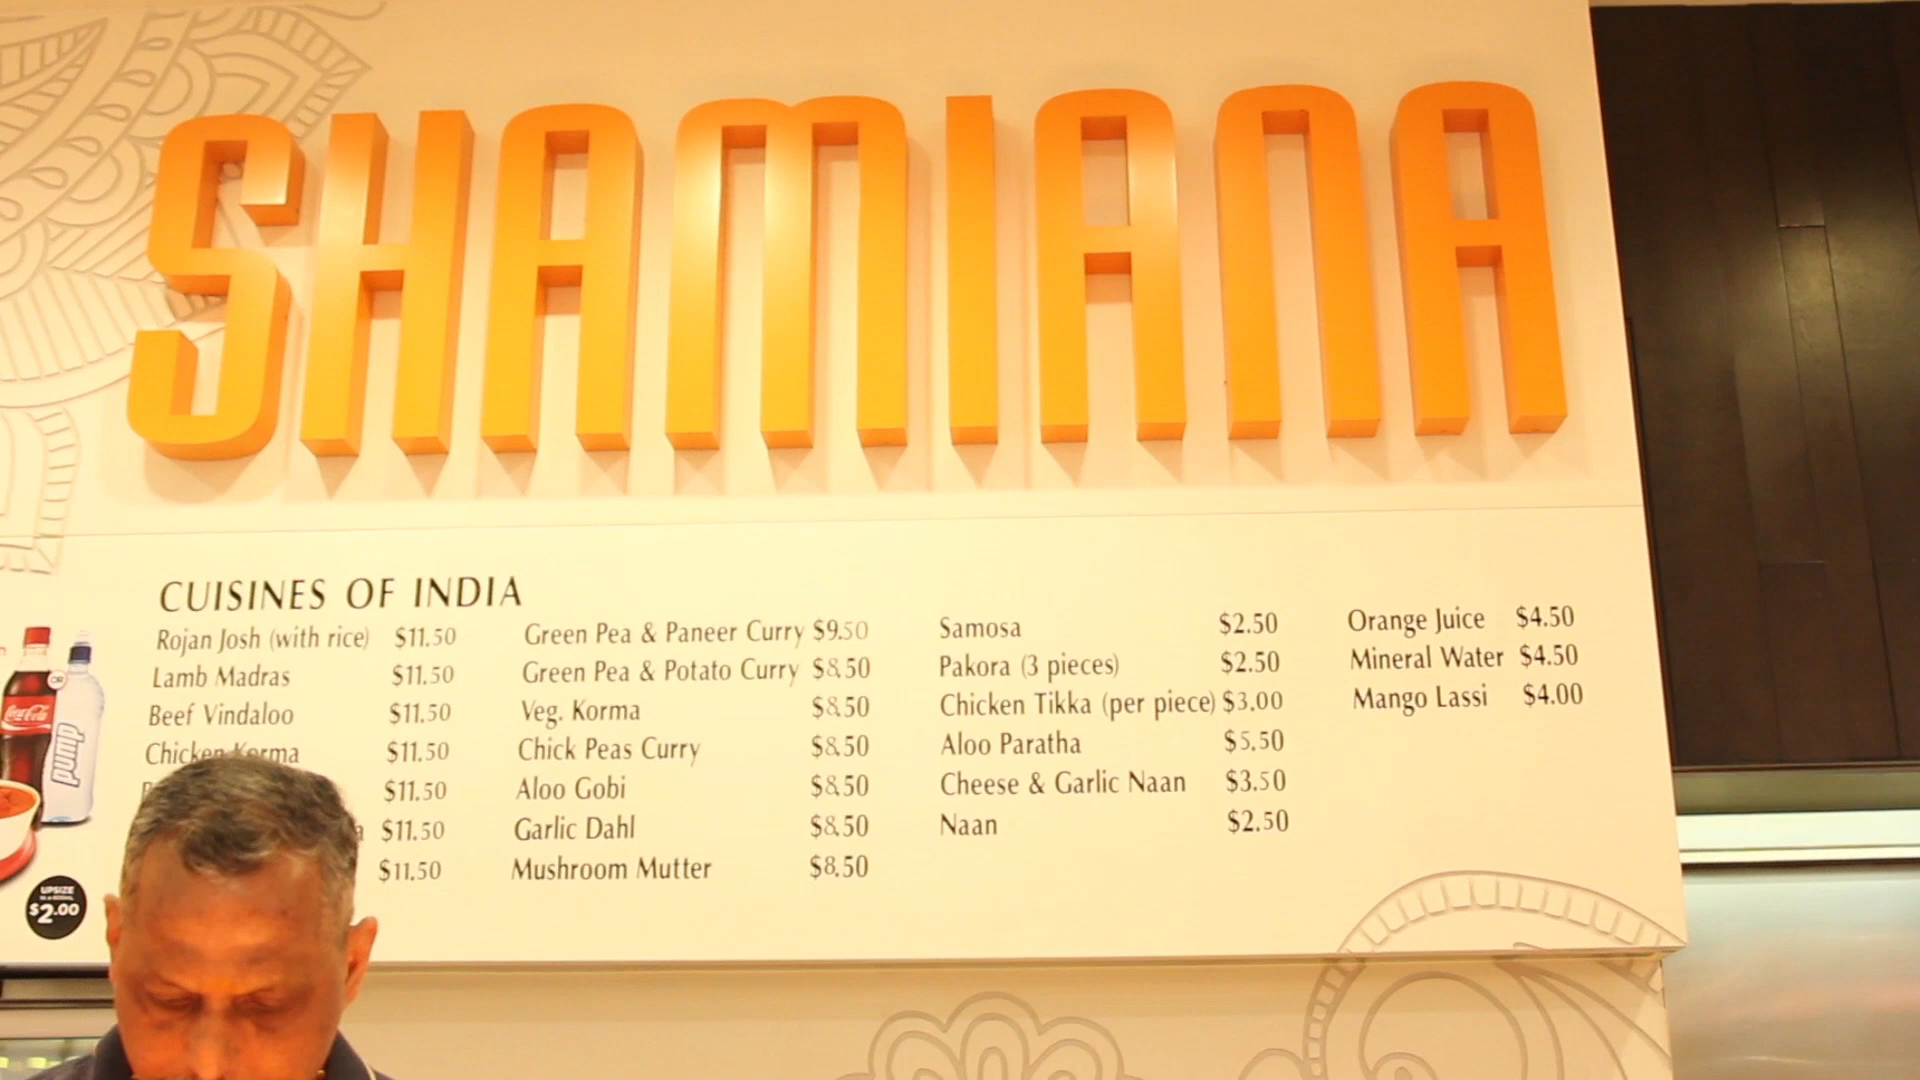 SHAMIANA
CUISINES OF INDIA
Rojan Josh (with rice) $11.50
Lamb Madras $11.50
Beef Vindaloo $11.50
Chicken Korma $11.50
$11.50
$11.50
$11.50
Green Pea & Paneer Curry $9.50
Green Pea & Potato Curry $8.50
Veg. Korma $8.50
Chick Peas Curry $8.50
Aloo Gobi $8.50
Garlic Dahl $8.50
Mushroom Mutter $8.50
Samosa $2.50
Pakora (3 pieces) $2.50
Chicken Tikka (per piece) $3.00
Aloo Paratha $5.50
Cheese & Garlic Naan $3.50
Naan $2.50
Orange Juice $4.50
Mineral Water $4.50
Mango Lassi $4.00
OR
Coca-Cola
pump
UPSIZE
$2.00